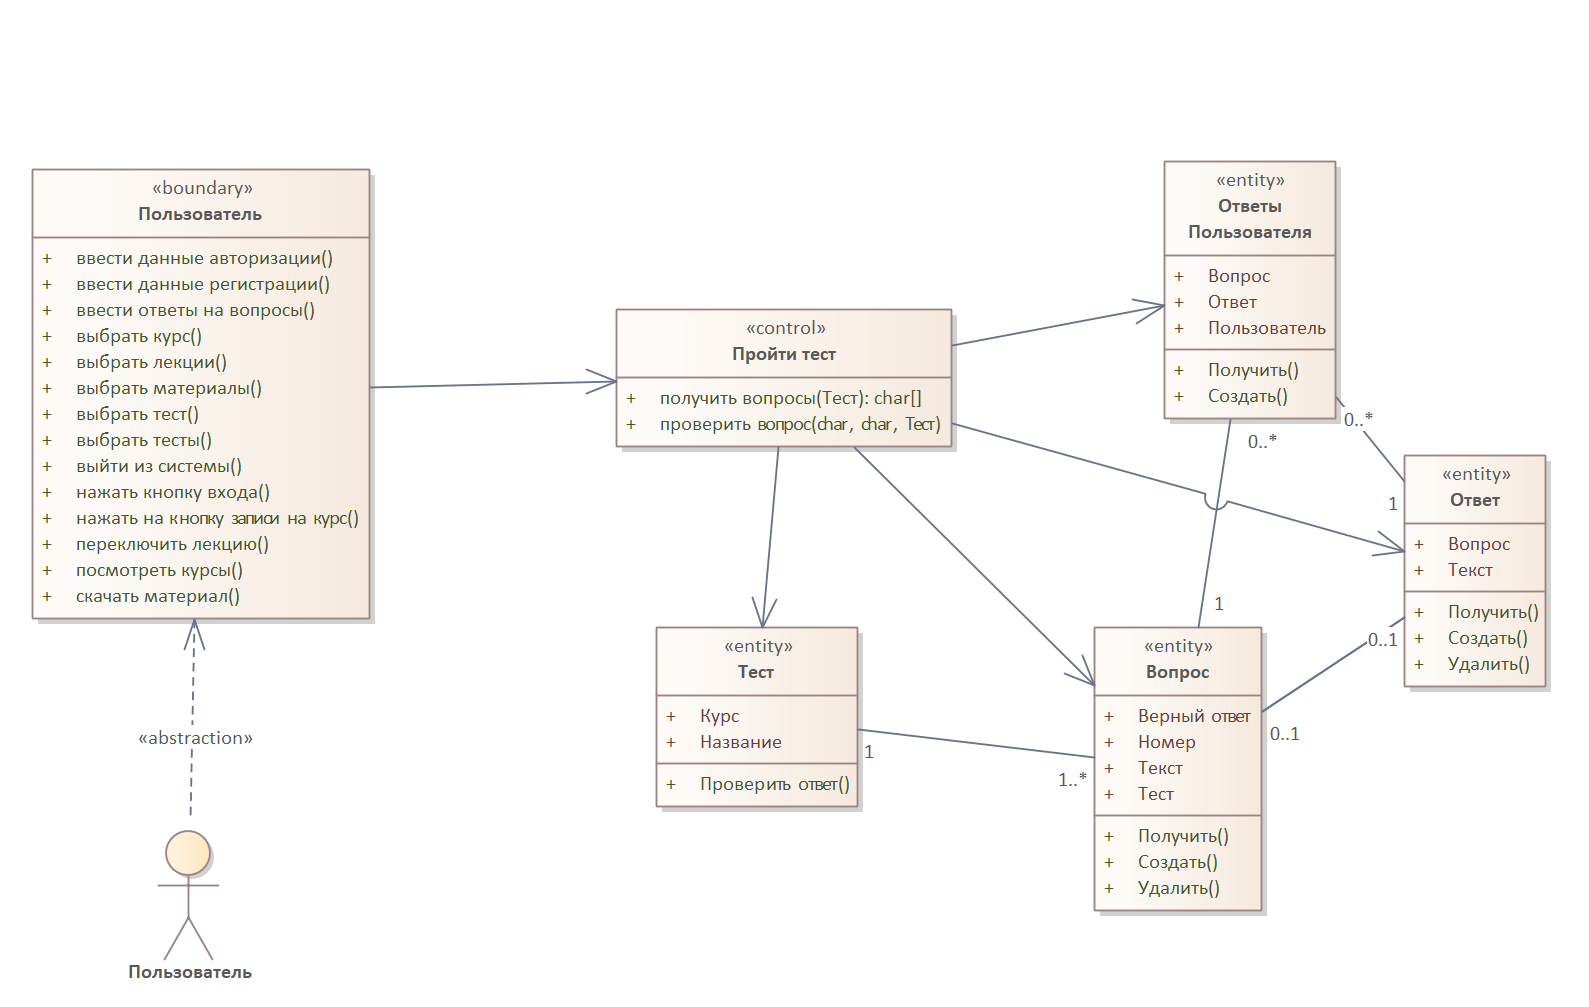 «boundary»
Пользователь
+ ввести данные авторизации()
+ ввести данные регистрации()
+ ввести ответы на вопросы()
+ выбрать курс()
+ выбрать лекции()
+ выбрать материалы()
+ выбрать тест()
+ выбрать тесты()
+ выйти из системы()
+ нажать кнопку входа()
+ нажать на кнопку записи на курс()
+ переключить лекцию()
+ посмотреть курсы()
+ скачать материал()
«abstraction»
Пользователь
«control»
Пройти тест
+ получить вопросы(Тест): char[]
+ проверить вопрос(char, char, Тест)
«entity»
Ответы
Пользователя
+ Вопрос
+ Ответ
+ Пользователь
+ Получить()
+ Создать()
0..*
0..*
1
«entity»
Ответ
+ Вопрос
+ Текст
+ Получить()
+ Создать()
+ Удалить()
0..1
1
«entity»
Тест
+ Курс
+ Название
+ Проверить ответ()
1
1..*
«entity»
Вопрос
+ Верный ответ
+ Номер
+ Текст
+ Тест
+ Получить()
+ Создать()
+ Удалить()
0..1